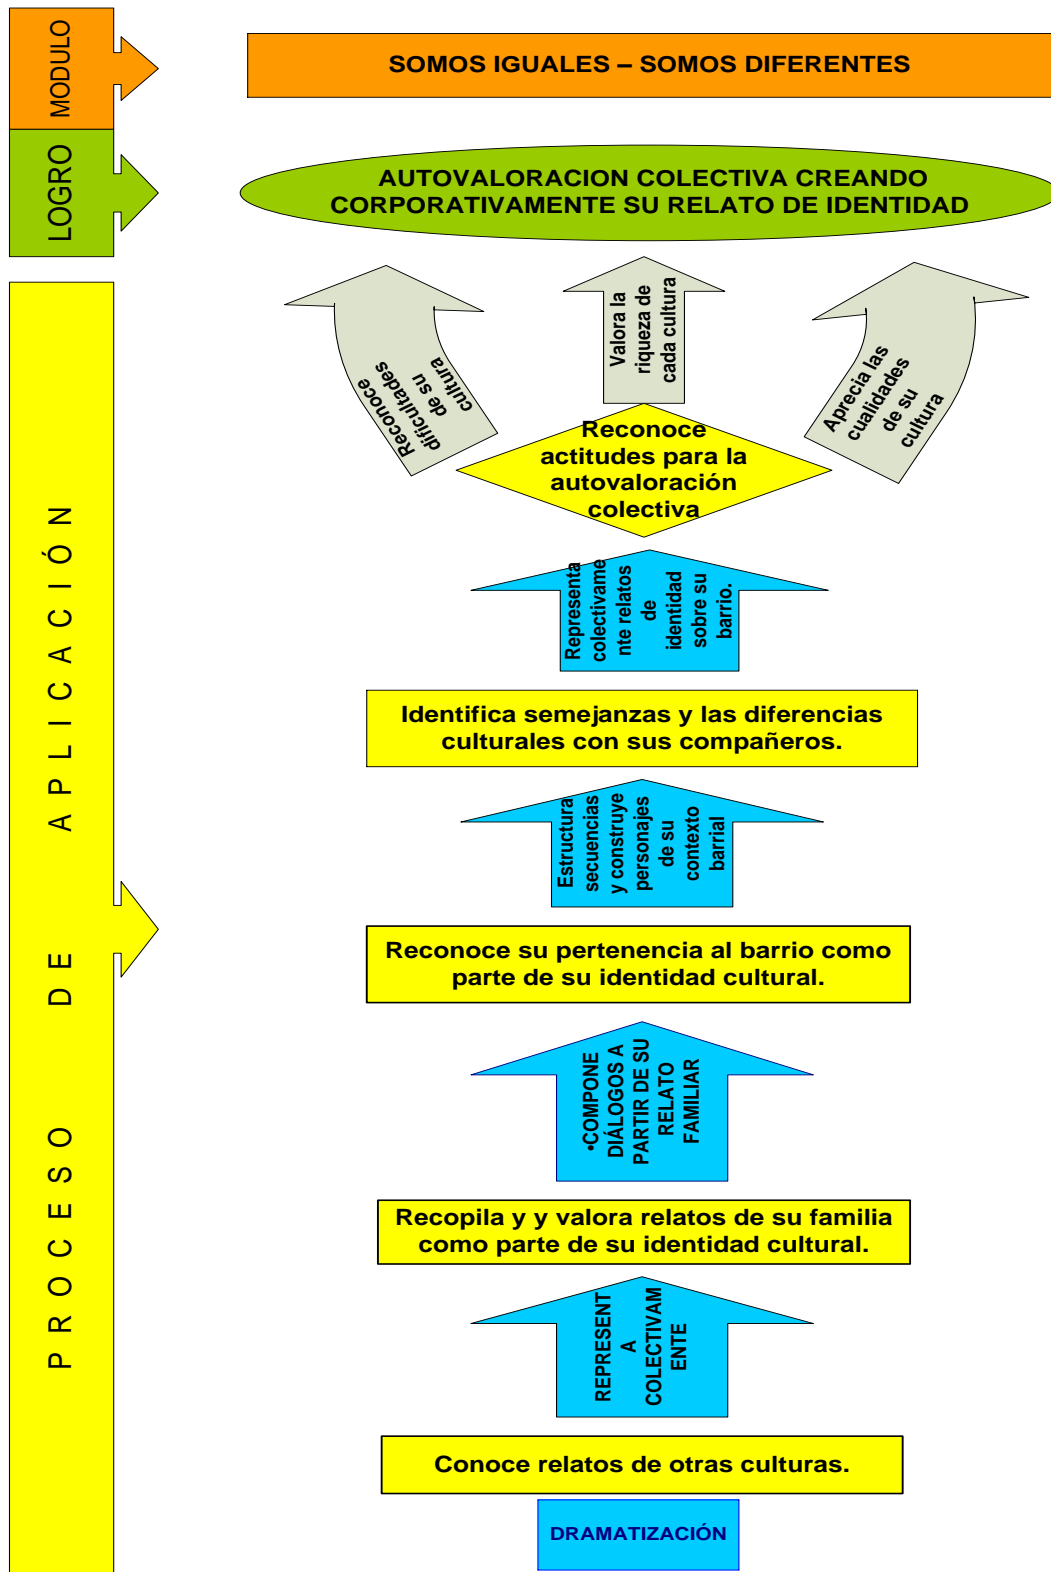 MODULO
SOMOS IGUALES – SOMOS DIFERENTES
LOGRO
AUTOVALORACION COLECTIVA CREANDO
CORPORATIVAMENTE SU RELATO DE IDENTIDAD
Reconoce
dificultades
de su
cultura
Valora la
riqueza de
cada cultura
Aprecia las
cualidades
de su
cultura
Reconoce
actitudes para la
autovaloración
colectiva
Representa
colectivame
nte relatos
de
identidad
sobre su
barrio.
Identifica semejanzas y las diferencias
culturales con sus compañeros.
Estructura
secuencias
y construye
personajes
de su
contexto
barrial
Reconoce su pertenencia al barrio como
parte de su identidad cultural.
•COMPONE
DIÁLOGOS A
PARTIR DE SU
RELATO
FAMILIAR
Recopila y y valora relatos de su familia
como parte de su identidad cultural.
REPRESENT
A
COLECTIVAM
ENTE
Conoce relatos de otras culturas.
DRAMATIZACIÓN
PROCESO DE APLICACIÓN